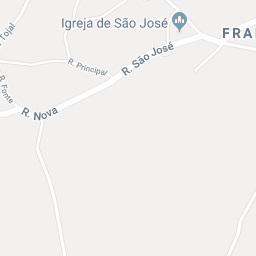 Igreja de São José
FRA
Tojal
R. São José
R. Principal
R. Fonte
R. Nova